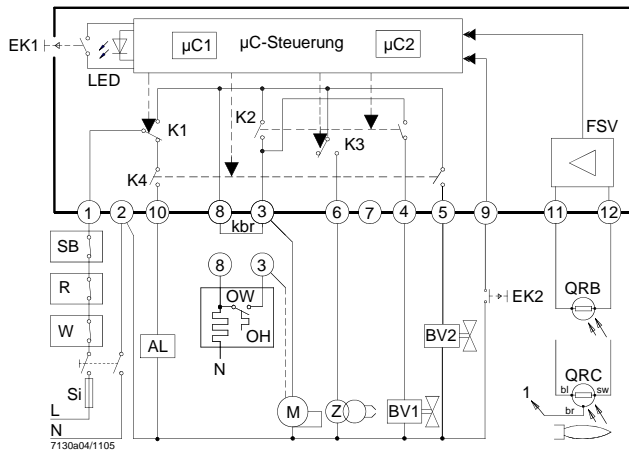 µC1 µC-Steuerung µC2
EK1
LED
FSV
K1 K2 K3
K4
1 2 10 8 3 6 7 4 5 9 11 12
kbr
SB
R
W
Si
L
N
7130a04/1105
AL
8 3
OW
OH
N
M
Z
BV1
BV2
EK2
QRB
QRC
bl sw
br
1